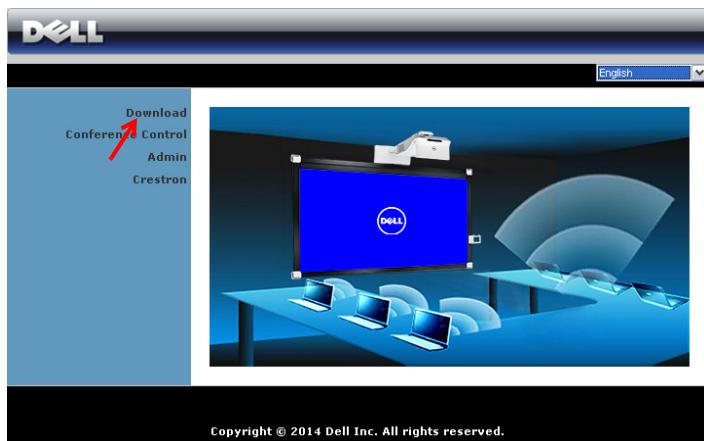 DELL
English
Download
Conference Control
Admin
Crestron
DELL
Copyright © 2014 Dell Inc. All rights reserved.